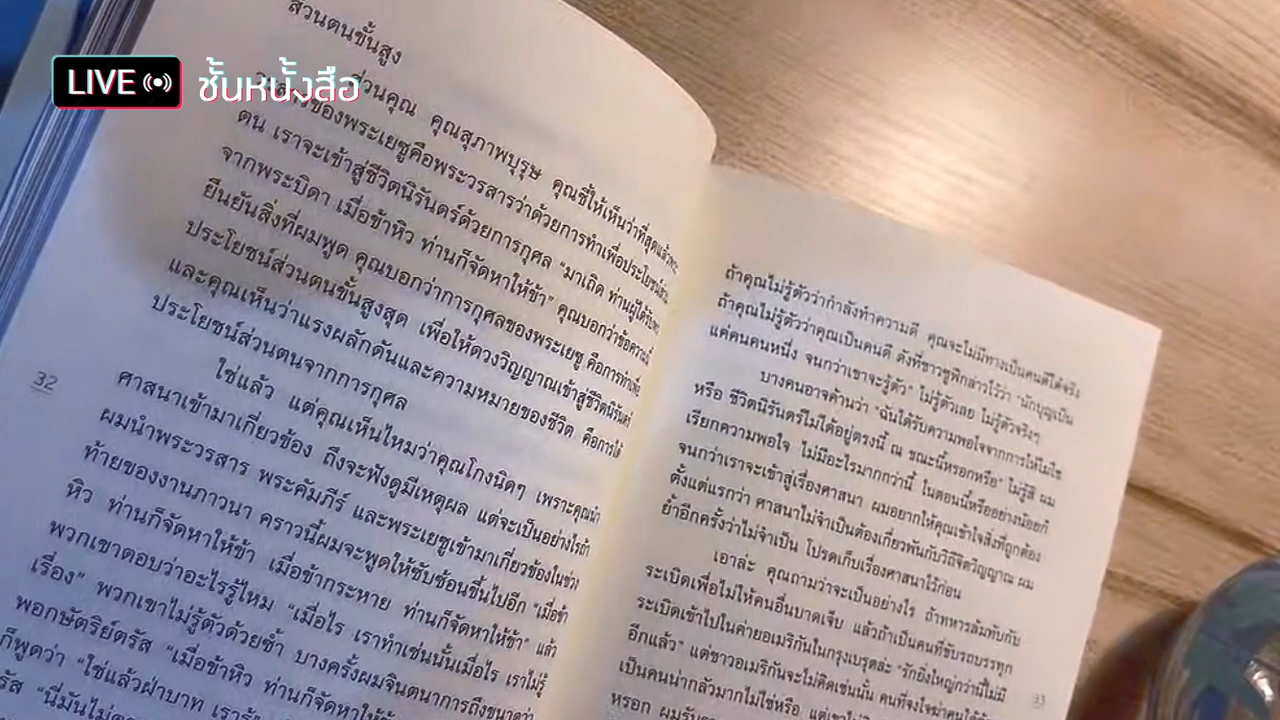 LIVE
ชั้นหนั้งสือ
ส่วนตนขั้นสูง
คุณ คุณสุภาพบุรุษ คุณชี้ให้เห็นว่าที่สุดแล้ว
ของพระเยซูคือพระวรสารว่าด้วยการทำเพื่อประโยชน์
ตน เราจะเข้าสู่ชีวิตนิรันดร์ด้วยการกุศล “มาเถิด ท่านผู้ได้รับ
จากพระบิดา เมื่อข้าหิว ท่านก็จัดหาให้ข้า” คุณบอกว่าข้อความนี้
ยืนยันสิ่งที่ผมพูด คุณบอกว่าการกุศลของพระเยซู คือการทำเพื่อ
ประโยชน์ส่วนตนขั้นสูงสุด เพื่อให้ดวงวิญญาณเข้าสู่ชีวิตนิรันดร์
และคุณเห็นว่าแรงผลักดันและความหมายของชีวิต คือการได้
ประโยชน์ส่วนตนจากการกุศล
ใช่แล้ว แต่คุณเห็นไหมว่าคุณโกงนิดๆ เพราะคุณนำ
ศาสนาเข้ามาเกี่ยวข้อง ถึงจะฟังดูมีเหตุผล แต่จะเป็นอย่างไรถ้า
ผมนำพระวรสาร พระคัมภีร์ และพระเยซูเข้ามาเกี่ยวข้องในช่วง
ท้ายของงานภาวนา คราวนี้ผมจะพูดให้ซับซ้อนขึ้นไปอีก “เมื่อข้า
หิว ท่านก็จัดหาให้ข้า เมื่อข้ากระหาย ท่านก็จัดหาให้ข้า” แล้ว
พวกเขาตอบว่าอะไรรู้ไหม “เมื่อไร เราทำเช่นนั้นเมื่อไร เราไม่รู้
เรื่อง” พวกเขาไม่รู้ตัวด้วยซ้ำ บางครั้งผมจินตนาการถึงขนาดว่า
พอกษัตริย์ตรัส “เมื่อข้าหิว ท่านก็จัดหาให้ข้า
ก็พูดว่า “ใช่แล้วฝ่าบาท เรารู้”
รัส “นี่มันไม่
32
ถ้าคุณไม่รู้ตัวว่ากำลังทำความดี คุณจะไม่มีทางเป็นคนดีได้จริง
ถ้าคุณไม่รู้ตัวว่าคุณเป็นคนดี ดังที่ชาวซูฟีกล่าวไว้ว่า “นักบุญเป็น
แค่คนคนหนึ่ง จนกว่าเขาจะรู้ตัว” ไม่รู้ตัวเลย ไม่รู้ตัวจริงๆ
บางคนอาจค้านว่า “ฉันได้รับความพอใจจากการให้ไม่ใช่
หรือ ชีวิตนิรันดร์ไม่ได้อยู่ตรงนี้ ณ ขณะนี้หรอกหรือ” ไม่รู้สิ ผม
เรียกความพอใจ ไม่มีอะไรมากกว่านี้ ในตอนนี้หรืออย่างน้อยก็
จนกว่าเราจะเข้าสู่เรื่องศาสนา ผมอยากให้คุณเข้าใจสิ่งที่ถูกต้อง
ตั้งแต่แรกว่า ศาสนาไม่จำเป็นต้องเกี่ยวพันกับวิถีจิตวิญญาณ ผม
ย้ำอีกครั้งว่าไม่จำเป็น โปรดเก็บเรื่องศาสนาไว้ก่อน
เอาล่ะ คุณถามว่าจะเป็นอย่างไร ถ้าทหารล้มทับกับ
ระเบิดเพื่อไม่ให้คนอื่นบาดเจ็บ แล้วถ้าเป็นคนที่ขับรถบรรทุก
ระเบิดเข้าไปในค่ายอเมริกันในกรุงเบรุตล่ะ “รักยิ่งใหญ่กว่านี้ไม่มี
อีกแล้ว” แต่ชาวอเมริกันจะไม่คิดเช่นนั้น คนที่จงใจฆ่าคนได้
เป็นคนน่ากลัวมากไม่ใช่หรือ
หรอก
33